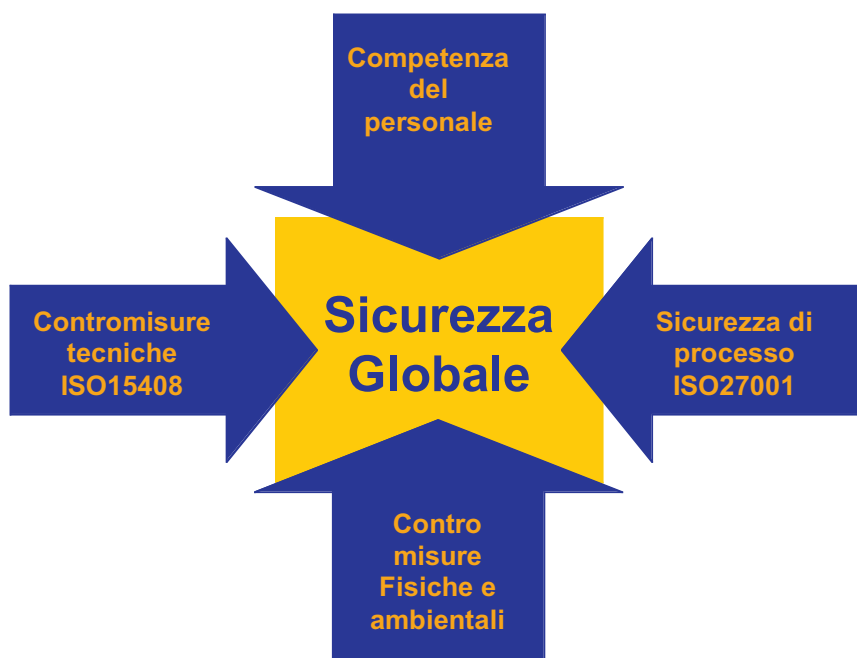 Competenza
del
personale
Contromisure
tecniche
ISO15408
Sicurezza
Globale
Sicurezza di
processo
ISO27001
Contro
misure
Fisiche e
ambientali